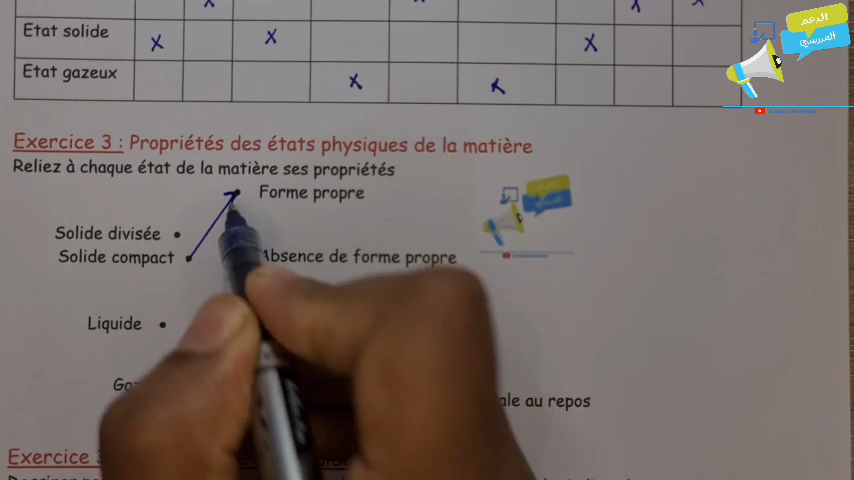 الدعم
المدرسي
Etat solide X X X
Etat gazeux X X
Exercice 3 : Propriétés des états physiques de la matière
Reliez à chaque état de la matière ses propriétés
Forme propre
Solide divisée
Solide compact Absence de forme propre
Liquide
ale au repos
Exercice